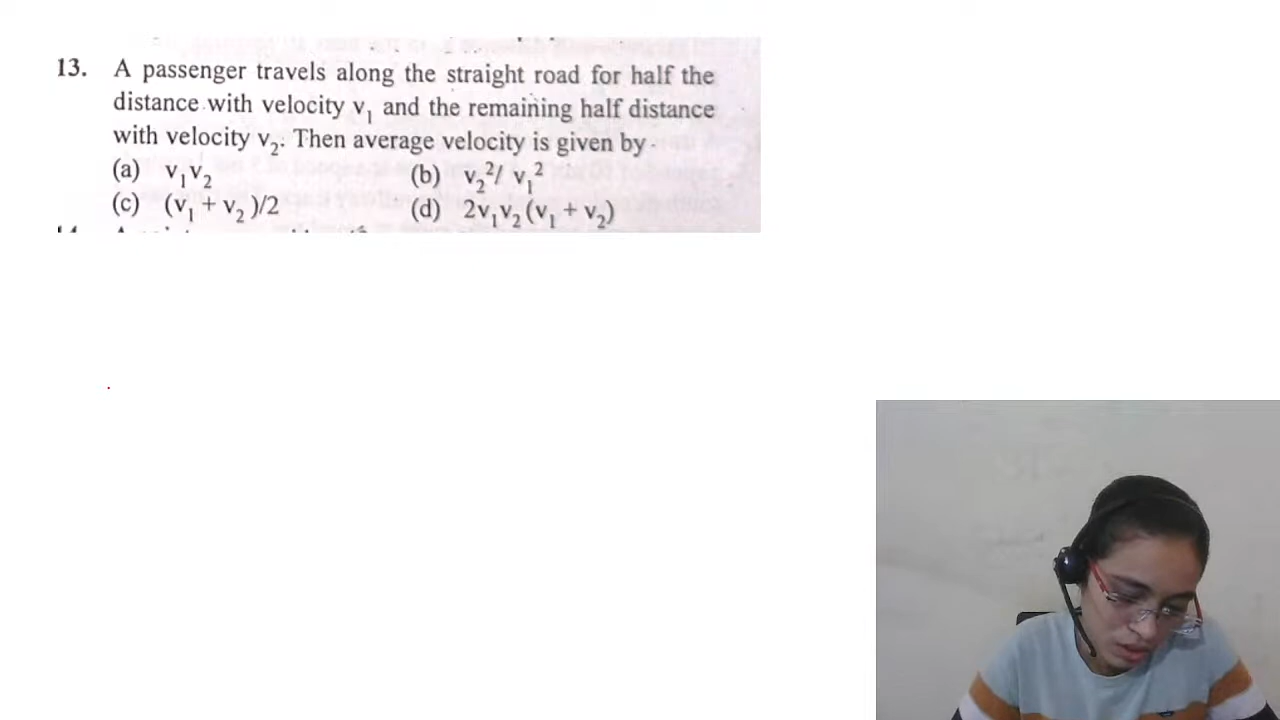 13. A passenger travels along the straight road for half the
distance with velocity v₁ and the remaining half distance
with velocity v₂. Then average velocity is given by
(a) v₁v₂ (b) v₂²/ v₁²
(c) (v₁ + v₂)/2 (d) 2v₁v₂(v₁ + v₂)